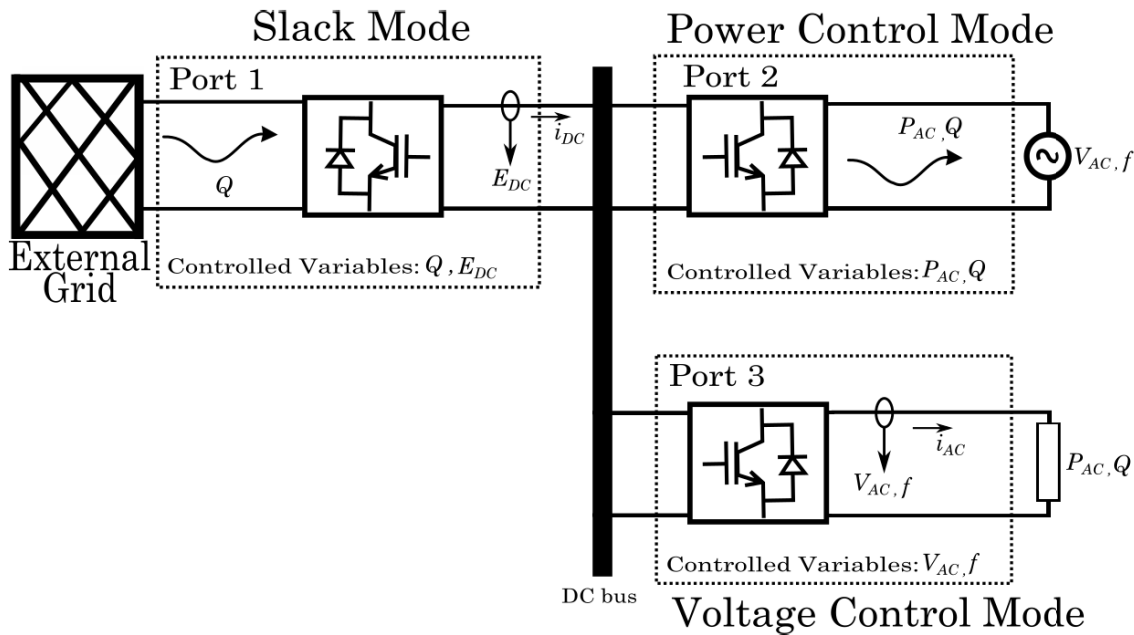 Slack Mode
Power Control Mode
Port 1
Q
i_DC
E_DC
Controlled Variables: Q, E_DC
External
Grid
Port 2
P_AC, Q
V_AC, f
Controlled Variables: P_AC, Q
Port 3
i_AC
V_AC, f
P_AC, Q
Controlled Variables: V_AC, f
DC bus
Voltage Control Mode